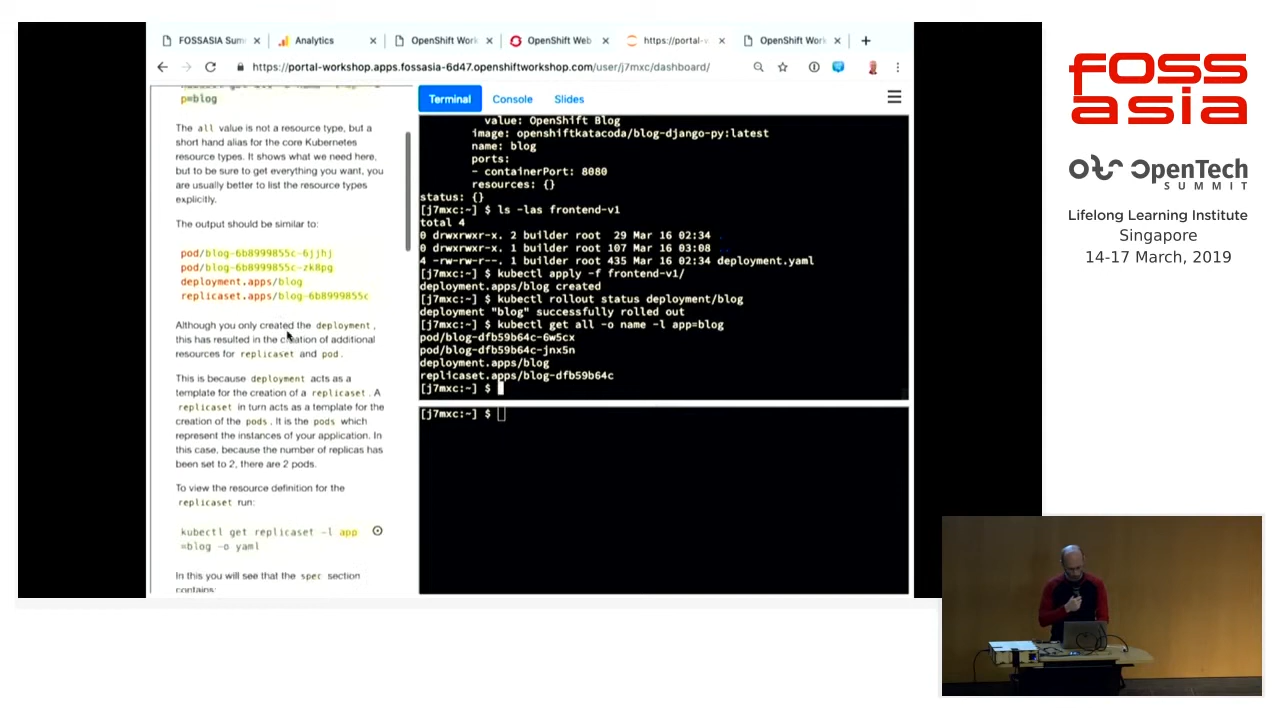 FOSSASIA Sum
Analytics
OpenShift Work
OpenShift Web
https://portal-
OpenShift Work
https://portal-workshop.apps.fossasia-6d47.openshiftworkshop.com/user/j7mxc/dashboard/
p=blog
The all value is not a resource type, but a
short hand alias for the core Kubernetes
resource types. It shows what we need here,
but to be sure to get everything you want, you
are usually better to list the resource types
explicitly.
The output should be similar to:
pod/blog-6b8999855c-6jjhj
pod/blog-6b8999855c-zk8pg
deployment.apps/blog
replicaset.apps/blog-6b8999855c
Although you only created the deployment,
this has resulted in the creation of additional
resources for replicaset and pod.
This is because deployment acts as a
template for the creation of a replicaset. A
replicaset in turn acts as a template for the
creation of the pods. It is the pods which
represent the instances of your application. In
this case, because the number of replicas has
been set to 2, there are 2 pods.
To view the resource definition for the
replicaset run:
kubectl get replicaset -l app
=blog -o yaml
In this you will see that the spec section
contains:
Terminal
Console
Slides
value: OpenShift Blog
image: openshiftkatacoda/blog-django-py:latest
name: blog
ports:
- containerPort: 8080
resources: {}
status: {}
[j7mxc:~] $ ls -las frontend-v1
total 4
0 drwxrwxr-x. 2 builder root 29 Mar 16 02:34 .
0 drwxrwxr-x. 1 builder root 107 Mar 16 03:08 ..
4 -rw-rw-r--. 1 builder root 435 Mar 16 02:34 deployment.yaml
[j7mxc:~] $ kubectl apply -f frontend-v1/
deployment.apps/blog created
[j7mxc:~] $ kubectl rollout status deployment/blog
deployment "blog" successfully rolled out
[j7mxc:~] $ kubectl get all -o name -l app=blog
pod/blog-dfb59b64c-6w5cx
pod/blog-dfb59b64c-jnx5n
deployment.apps/blog
replicaset.apps/blog-dfb59b64c
[j7mxc:~] $
[j7mxc:~] $
FOSS
ASIA
OpenTech
SUMMIT
Lifelong Learning Institute
Singapore
14-17 March, 2019